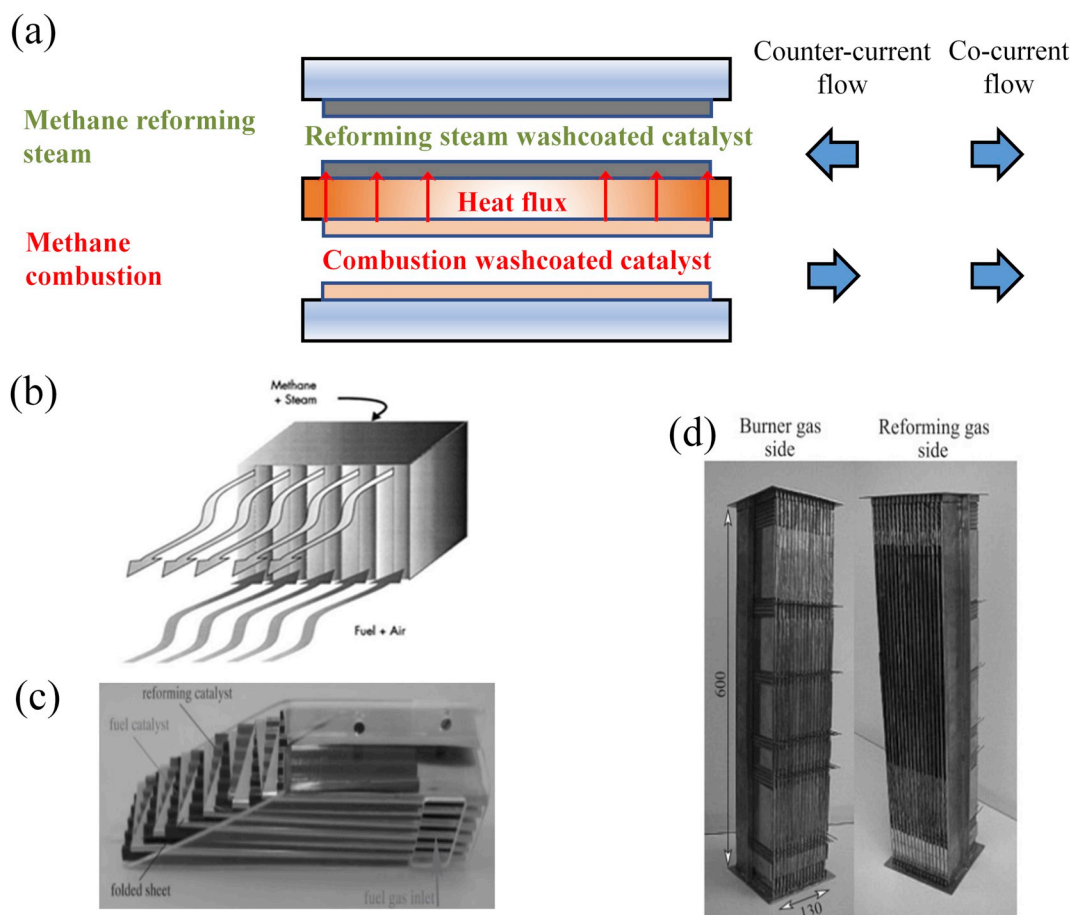 (a)
Counter-current
flow
Co-current
flow
Methane reforming
steam
Reforming steam washcoated catalyst
Heat flux
Methane
combustion
Combustion washcoated catalyst
(b)
Methane
+ Steam
Fuel + Air
(c)
reforming catalyst
fuel catalyst
folded sheet
fuel gas inlet
(d)
Burner gas
side
Reforming gas
side
600
130